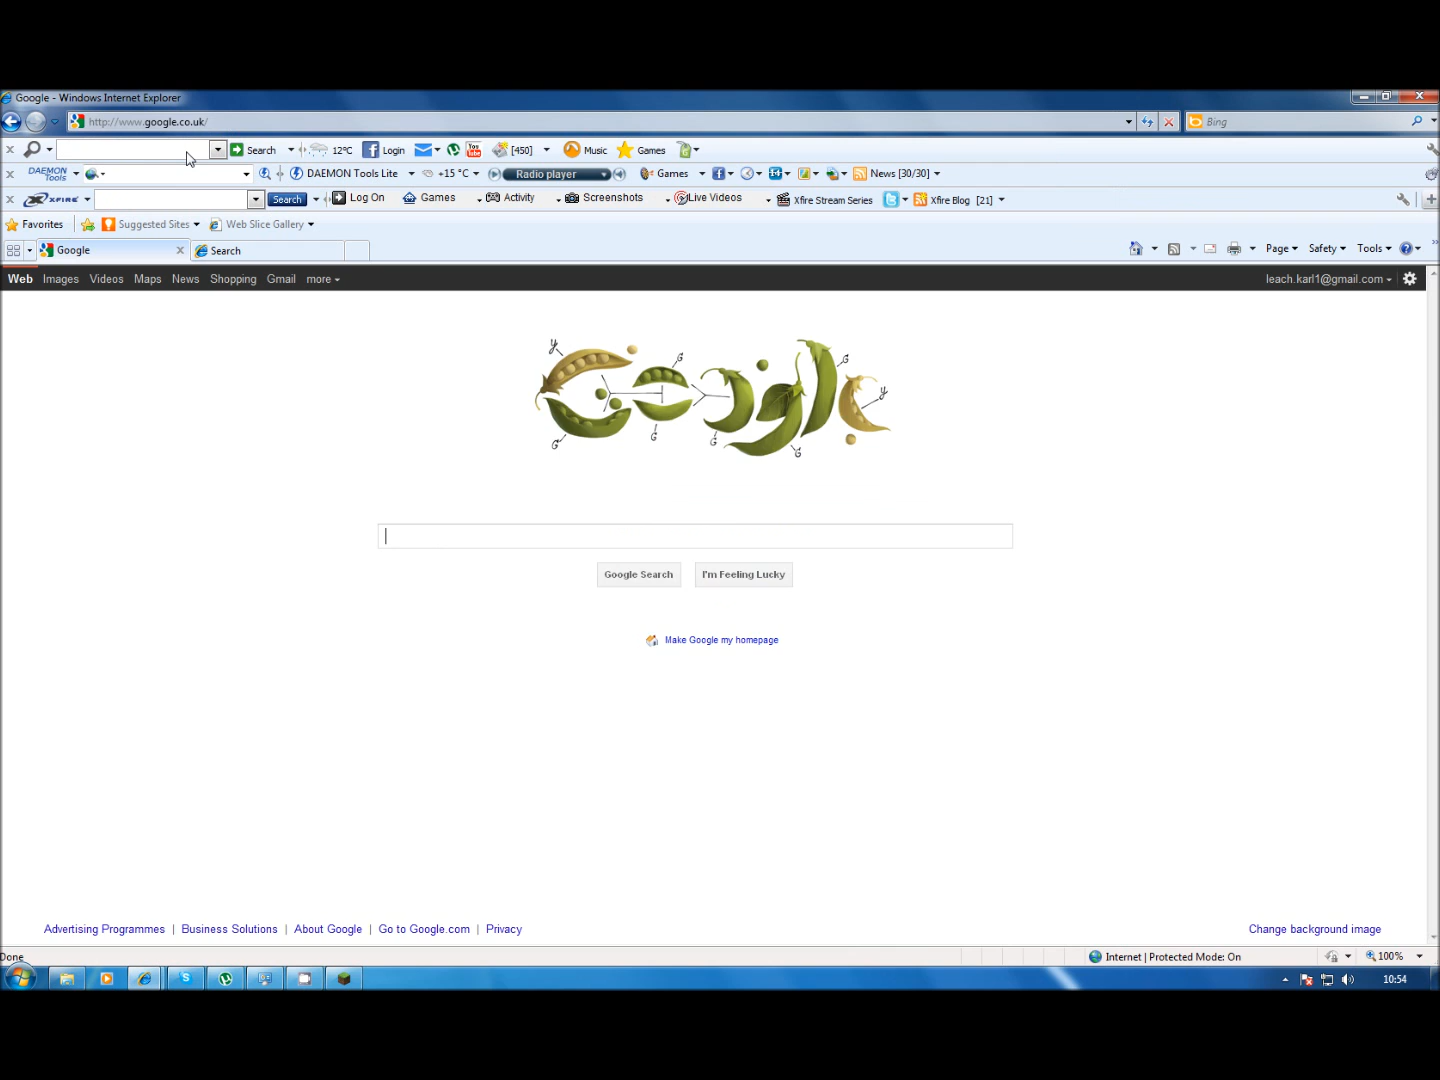 Google - Windows Internet Explorer
http://www.google.co.uk/
Bing
Search
12°C
Login
You Tube
[450]
Music
Games
DAEMON Tools
DAEMON Tools Lite
+15 °C
Radio player
Games
News [30/30]
XFIRE
Search
Log On
Games
Activity
Screenshots
Live Videos
Xfire Stream Series
Xfire Blog [21]
Favorites
Suggested Sites
Web Slice Gallery
Google
Search
Page
Safety
Tools
Web Images Videos Maps News Shopping Gmail more
leach.karl1@gmail.com
y
G
G
G
G
G
G
y
Google Search
I'm Feeling Lucky
Make Google my homepage
Advertising Programmes | Business Solutions | About Google | Go to Google.com | Privacy
Change background image
Done
Internet | Protected Mode: On
100%
10:54